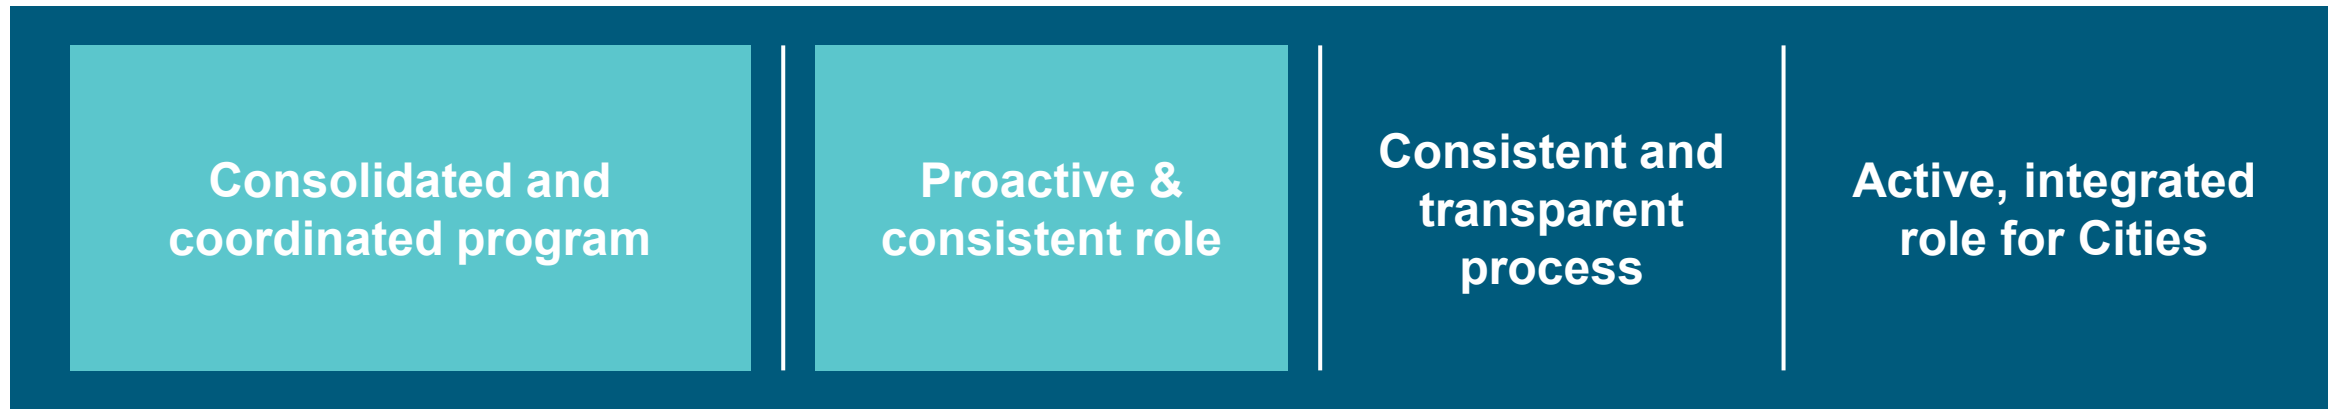 Consolidated and
coordinated program
Proactive &
consistent role
Consistent and
transparent
process
Active, integrated
role for Cities